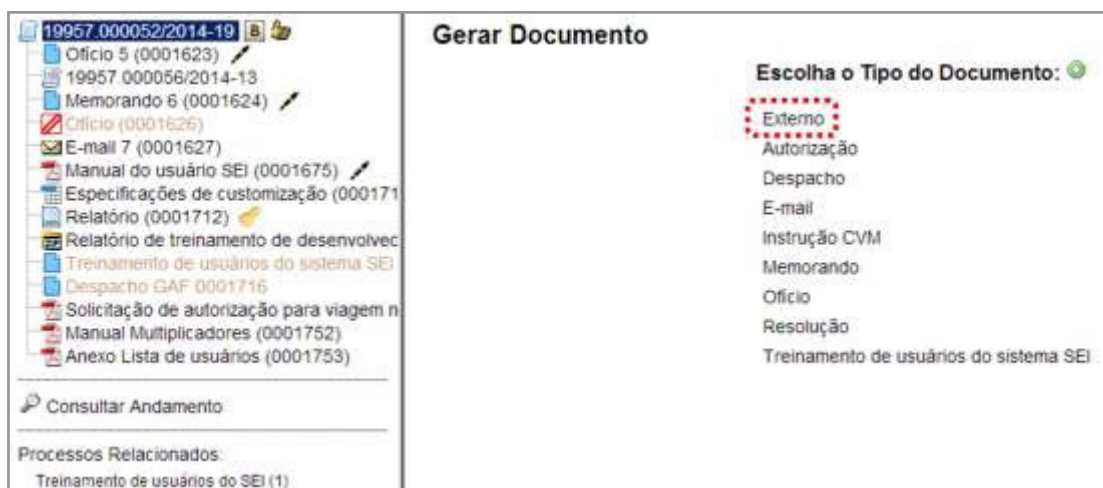 19957.000052/2014-19
Ofício 5 (0001623)
19957.000056/2014-13
Memorando 6 (0001624)
Ofício (0001626)
E-mail 7 (0001627)
Manual do usuário SEI (0001675)
Especificações de customização (000171
Relatório (0001712)
Relatório de treinamento de desenvolvec
Treinamento de usuários do sistema SEI
Despacho GAF 0001716
Solicitação de autorização para viagem n
Manual Multiplicadores (0001752)
Anexo Lista de usuários (0001753)
Consultar Andamento
Processos Relacionados:
Treinamento de usuários do SEI (1)
Gerar Documento
Escolha o Tipo do Documento:
Externo
Autorização
Despacho
E-mail
Instrução CVM
Memorando
Ofício
Resolução
Treinamento de usuários do sistema SEI